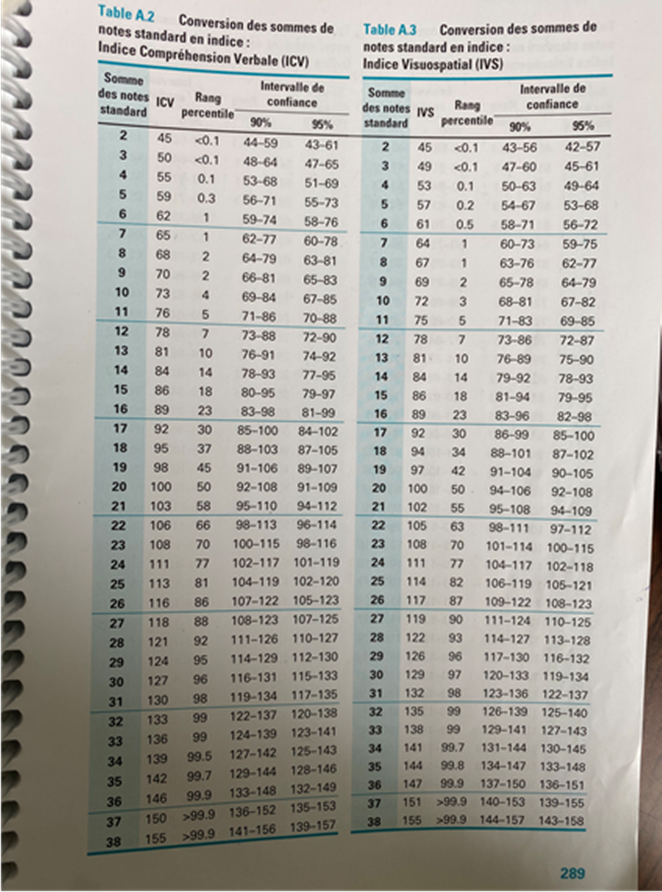 Table A.2 Conversion des sommes de
notes standard en indice :
Indice Compréhension Verbale (ICV)
Somme des notes standard ICV Rang percentile Intervalle de confiance
90% 95%
2 45 <0.1 44–59 43–61
3 50 <0.1 48–64 47–65
4 55 0.1 53–68 51–69
5 59 0.3 56–71 55–73
6 62 1 59–74 58–76
7 65 1 62–77 60–78
8 68 2 64–79 63–81
9 70 2 66–81 65–83
10 73 4 69–84 67–85
11 76 5 71–86 70–88
12 78 7 73–88 72–90
13 81 10 76–91 74–92
14 84 14 78–93 77–95
15 86 18 80–95 79–97
16 89 23 83–98 81–99
17 92 30 85–100 84–102
18 95 37 88–103 87–105
19 98 45 91–106 89–107
20 100 50 92–108 91–109
21 103 58 95–110 94–112
22 106 66 98–113 96–114
23 108 70 100–115 98–116
24 111 77 102–117 101–119
25 113 81 104–119 102–120
26 116 86 107–122 105–123
27 118 88 108–123 107–125
28 121 92 111–126 110–127
29 124 95 114–129 112–130
30 127 96 116–131 115–133
31 130 98 119–134 117–135
32 133 99 122–137 120–138
33 136 99 124–139 123–141
34 139 99.5 127–142 125–143
35 142 99.7 129–144 128–146
36 146 99.9 133–148 132–149
37 150 >99.9 136–152 135–153
38 155 >99.9 141–156 139–157
Table A.3 Conversion des sommes de
notes standard en indice :
Indice Visuospatial (IVS)
Somme des notes standard IVS Rang percentile Intervalle de confiance
90% 95%
2 45 <0.1 43–56 42–57
3 49 <0.1 47–60 45–61
4 53 0.1 50–63 49–64
5 57 0.2 54–67 53–68
6 61 0.5 58–71 56–72
7 64 1 60–73 59–75
8 67 1 63–76 62–77
9 69 2 65–78 64–79
10 72 3 68–81 67–82
11 75 5 71–83 69–85
12 78 7 73–86 72–87
13 81 10 76–89 75–90
14 84 14 79–92 78–93
15 86 18 81–94 79–95
16 89 23 83–96 82–98
17 92 30 86–99 85–100
18 94 34 88–101 87–102
19 97 42 91–104 90–105
20 100 50 94–106 92–108
21 102 55 95–108 94–109
22 105 63 98–111 97–112
23 108 70 101–114 100–115
24 111 77 104–117 102–118
25 114 82 106–119 105–121
26 117 87 109–122 108–123
27 119 90 111–124 110–125
28 122 93 114–127 113–128
29 126 96 117–130 116–132
30 129 97 120–133 119–134
31 132 98 123–136 122–137
32 135 99 126–139 125–140
33 138 99 129–141 127–143
34 141 99.7 131–144 130–145
35 144 99.8 134–147 133–148
36 147 99.9 137–150 136–151
37 151 >99.9 140–153 139–155
38 155 >99.9 144–157 143–158
289